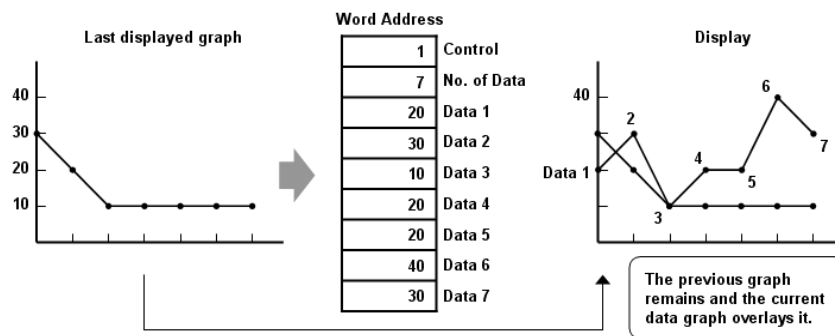 Last displayed graph
40
30
20
10
Word Address
1 Control
7 No. of Data
20 Data 1
30 Data 2
10 Data 3
20 Data 4
20 Data 5
40 Data 6
30 Data 7
Display
40
Data 1
2
3
4
5
6
7
The previous graph
remains and the current
data graph overlays it.